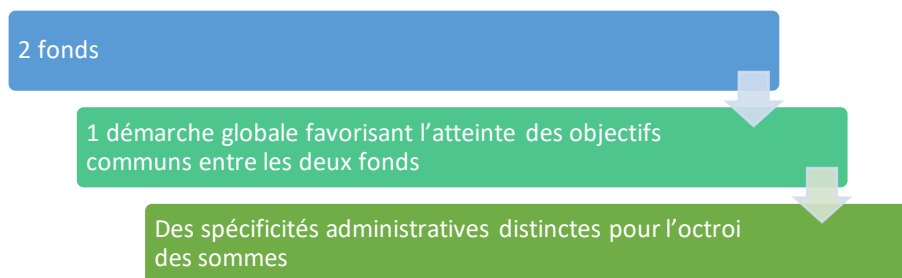 2 fonds
1 démarche globale favorisant l’atteinte des objectifs
communs entre les deux fonds
Des spécificités administratives distinctes pour l’octroi
des sommes